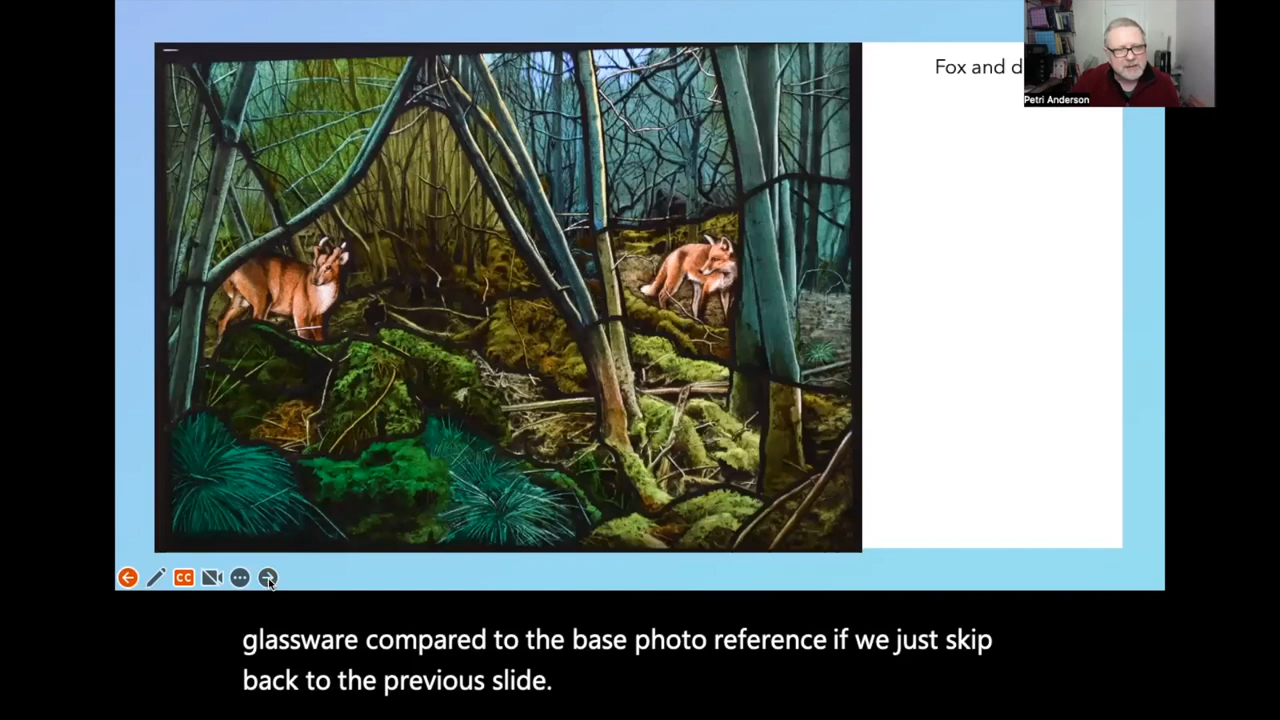 Fox and d
Petri Anderson
CC
glassware compared to the base photo reference if we just skip
back to the previous slide.